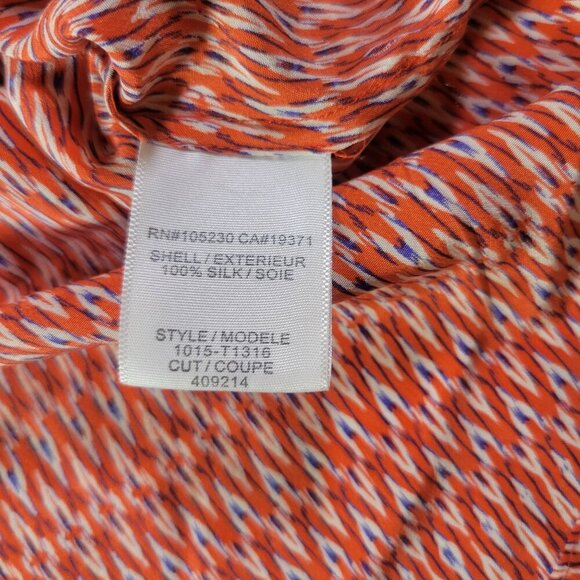 RN#105230 CA#19371
SHELL / EXTERIEUR
100% SILK / SOIE
STYLE / MODELE
1015-T1316
CUT / COUPE
409214